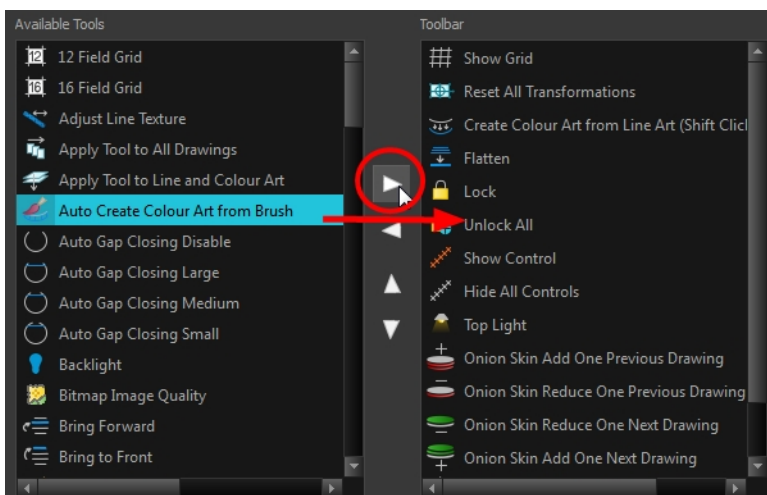 Available Tools
12 12 Field Grid
16 16 Field Grid
Adjust Line Texture
Apply Tool to All Drawings
Apply Tool to Line and Colour Art
Auto Create Colour Art from Brush
Auto Gap Closing Disable
Auto Gap Closing Large
Auto Gap Closing Medium
Auto Gap Closing Small
Backlight
Bitmap Image Quality
Bring Forward
Bring to Front
Toolbar
Show Grid
Reset All Transformations
Create Colour Art from Line Art (Shift Clic
Flatten
Lock
Unlock All
Show Control
Hide All Controls
Top Light
Onion Skin Add One Previous Drawing
Onion Skin Reduce One Previous Drawing
Onion Skin Reduce One Next Drawing
Onion Skin Add One Next Drawing